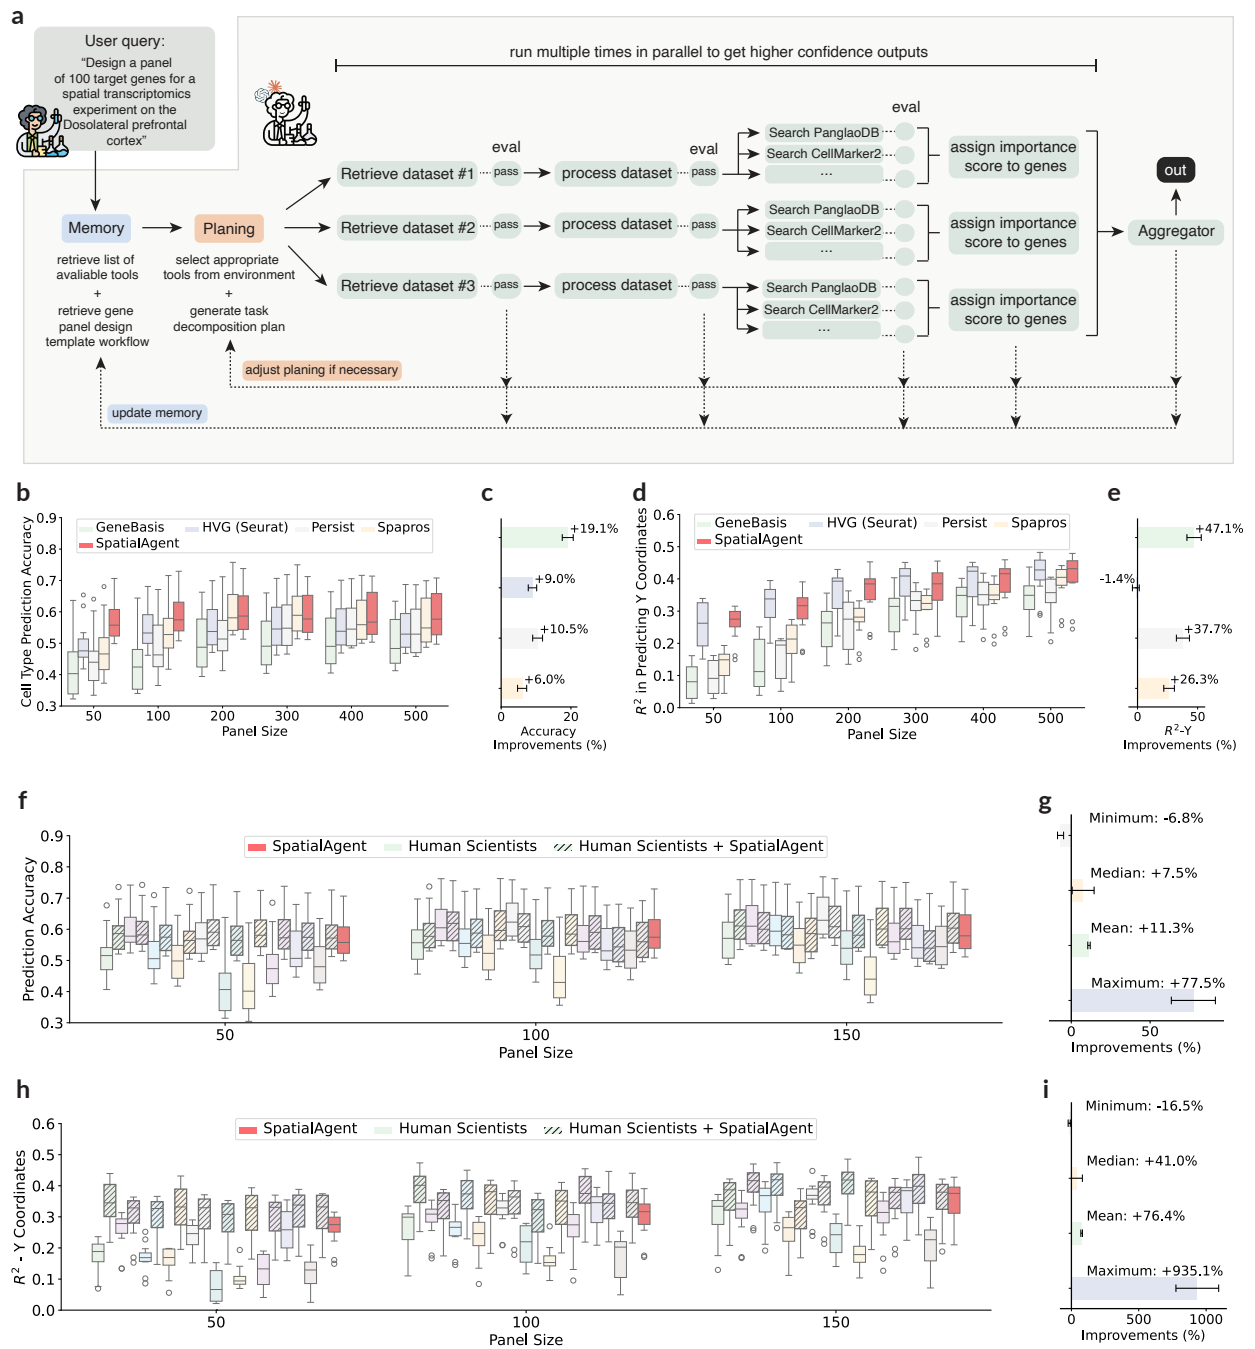 a
User query:
“Design a panel
of 100 target genes for a
spatial transcriptomics
experiment on the
Dosolateral prefrontal
cortex”
run multiple times in parallel to get higher confidence outputs
eval
eval
eval
Retrieve dataset #1
pass
process dataset
pass
Search PanglaoDB
Search CellMarker2
...
assign importance
score to genes
Memory
Planing
Retrieve dataset #2
pass
process dataset
pass
Search PanglaoDB
Search CellMarker2
...
assign importance
score to genes
Aggregator
out
Retrieve dataset #3
pass
process dataset
pass
Search PanglaoDB
Search CellMarker2
...
assign importance
score to genes
retrieve list of
avaliable tools
+
retrieve gene
panel design
template workflow
select appropriate
tools from environment
+
generate task
decomposition plan
adjust planing if necessary
update memory
b
GeneBasis
HVG (Seurat)
Persist
Spapros
SpatialAgent
Cell Type Prediction Accuracy
0.9
0.8
0.7
0.6
0.5
0.4
0.3
50 100 200 300 400 500
Panel Size
c
+19.1%
+9.0%
+10.5%
+6.0%
0 20
Accuracy
Improvements (%)
d
GeneBasis
HVG (Seurat)
Persist
Spapros
SpatialAgent
R² in Predicting Y Coordinates
0.6
0.5
0.4
0.3
0.2
0.1
0.0
50 100 200 300 400 500
Panel Size
e
+47.1%
-1.4%
+37.7%
+26.3%
0 50
R²-Y
Improvements (%)
f
SpatialAgent
Human Scientists
Human Scientists + SpatialAgent
Prediction Accuracy
0.9
0.8
0.7
0.6
0.5
0.4
0.3
50 100 150
Panel Size
g
Minimum: -6.8%
Median: +7.5%
Mean: +11.3%
Maximum: +77.5%
0 50
Improvements (%)
h
SpatialAgent
Human Scientists
Human Scientists + SpatialAgent
R² - Y Coordinates
0.6
0.5
0.4
0.3
0.2
0.1
0.0
50 100 150
Panel Size
i
Minimum: -16.5%
Median: +41.0%
Mean: +76.4%
Maximum: +935.1%
0 500 1000
Improvements (%)